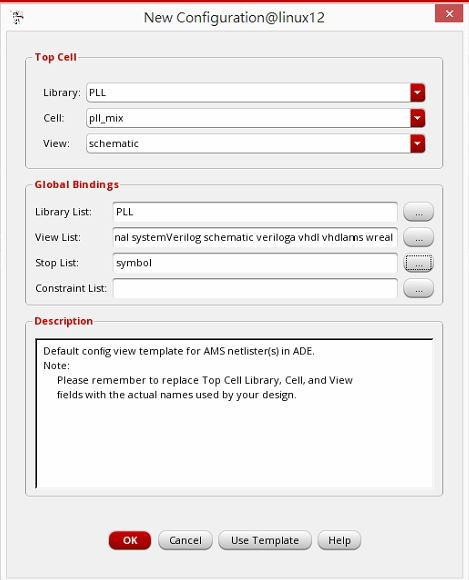 New Configuration@linux12
Top Cell
Library: PLL
Cell: pll_mix
View: schematic
Global Bindings
Library List: PLL
View List: nal systemVerilog schematic veriloga vhdl vhdlams wreal
Stop List: symbol
Constraint List:
Description
Default config view template for AMS netlister(s) in ADE.
Note:
Please remember to replace Top Cell Library, Cell, and View
fields with the actual names used by your design.
OK Cancel Use Template Help